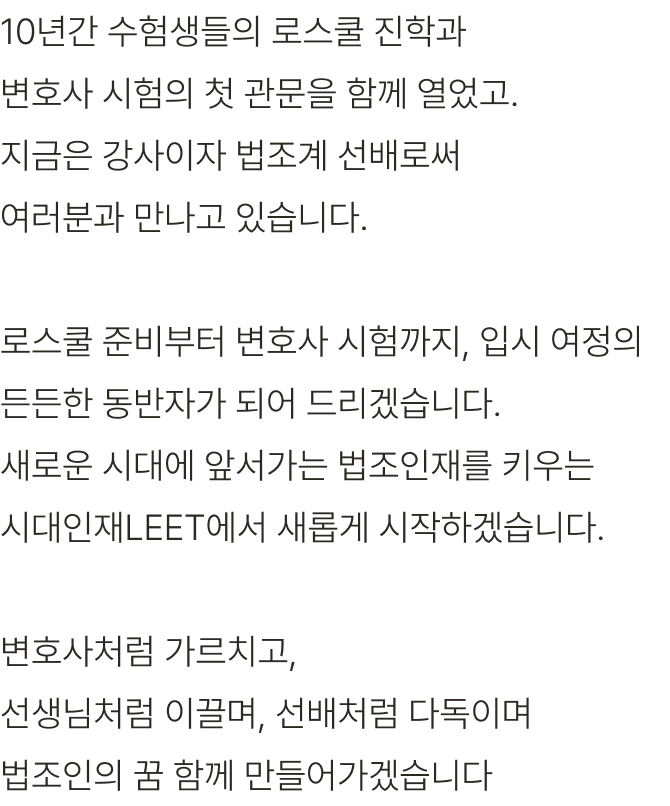 10년간 수험생들의 로스쿨 진학과
변호사 시험의 첫 관문을 함께 열었고.
지금은 강사이자 법조계 선배로써
여러분과 만나고 있습니다.
로스쿨 준비부터 변호사 시험까지, 입시 여정의
든든한 동반자가 되어 드리겠습니다.
새로운 시대에 앞서가는 법조인재를 키우는
시대인재LEET에서 새롭게 시작하겠습니다.
변호사처럼 가르치고,
선생님처럼 이끌며, 선배처럼 다독이며
법조인의 꿈 함께 만들어가겠습니다